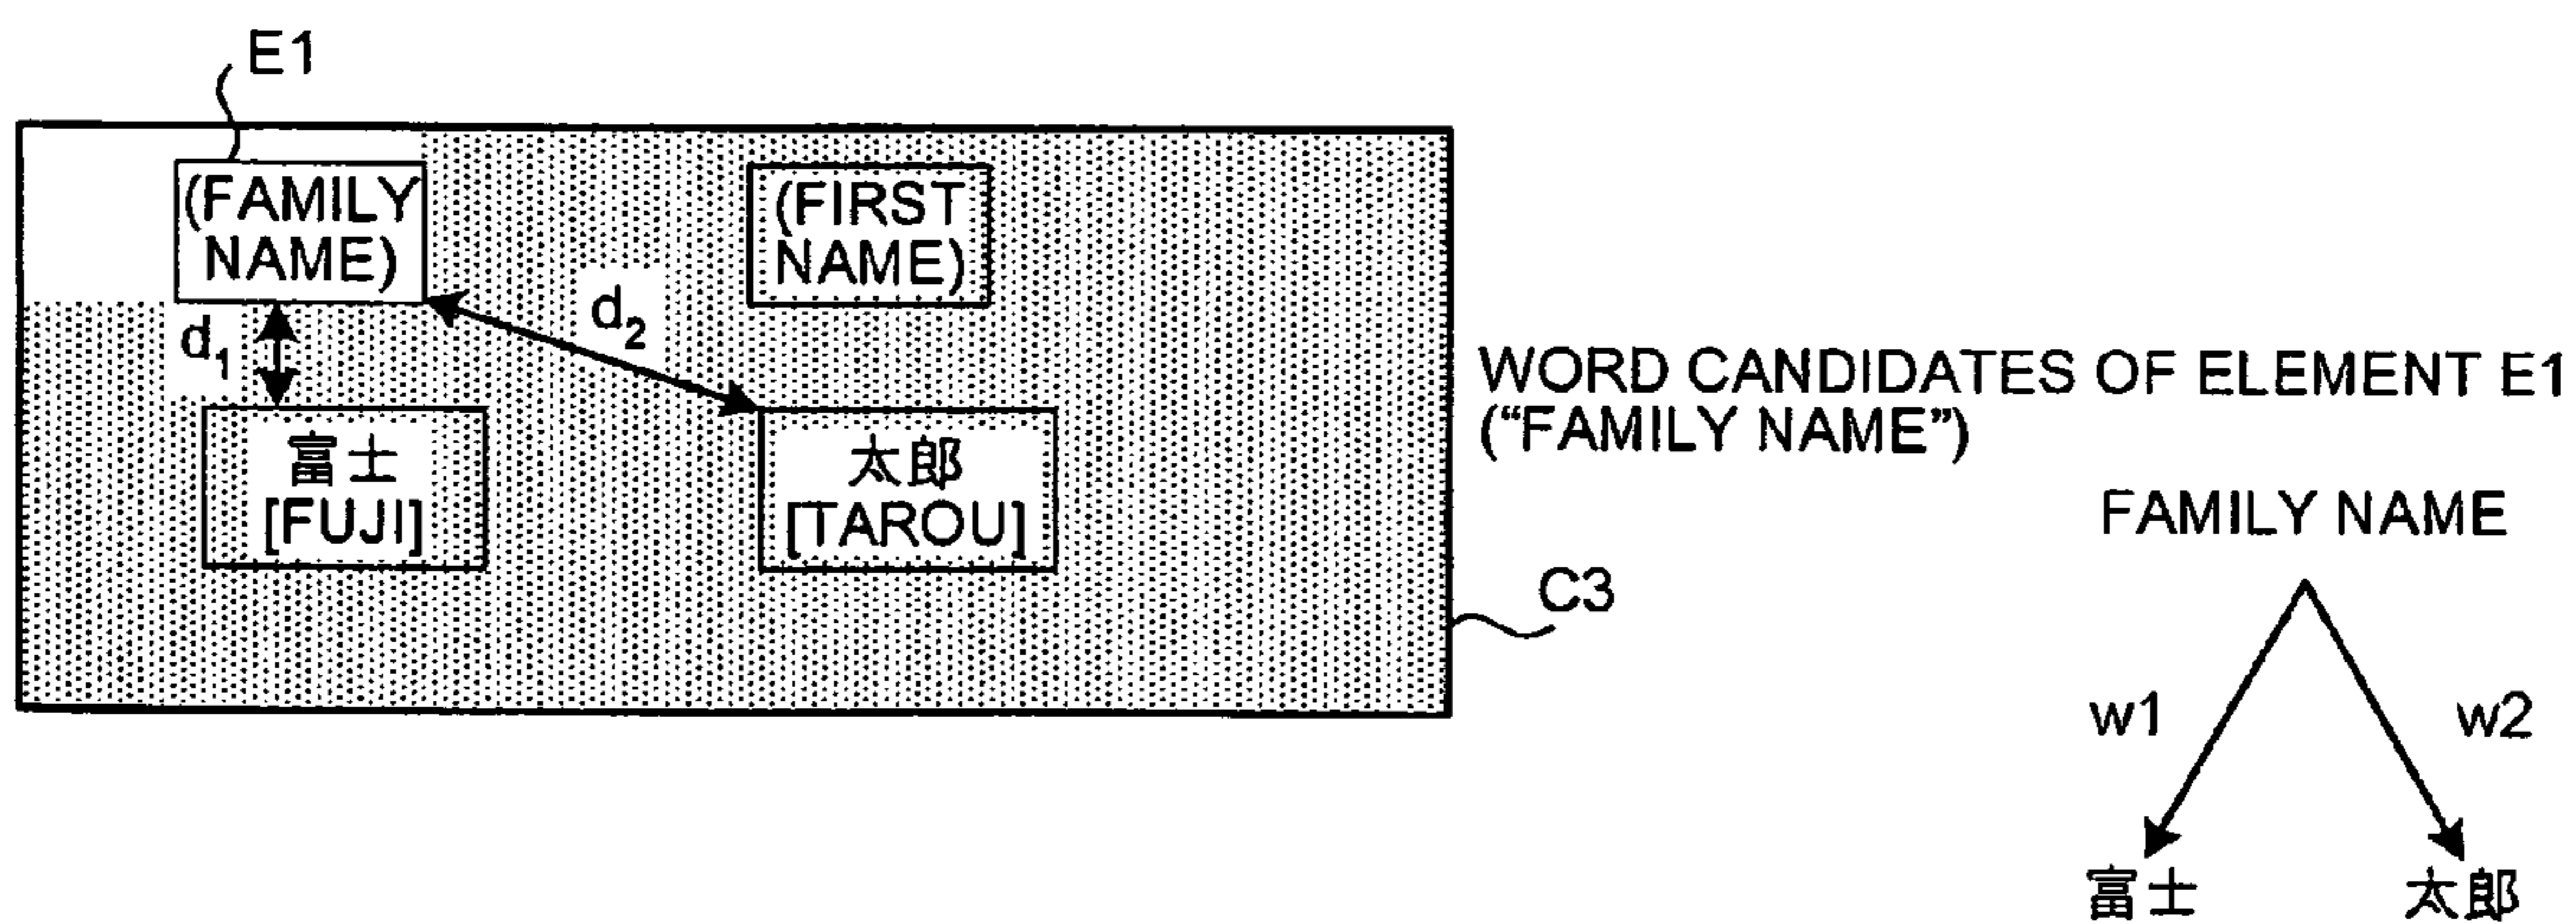 E1
(FAMILY
NAME)
(FIRST
NAME)
d1
d2
富士
[FUJI]
太郎
[TAROU]
WORD CANDIDATES OF ELEMENT E1
("FAMILY NAME")
FAMILY NAME
C3
w1
w2
富士
太郎